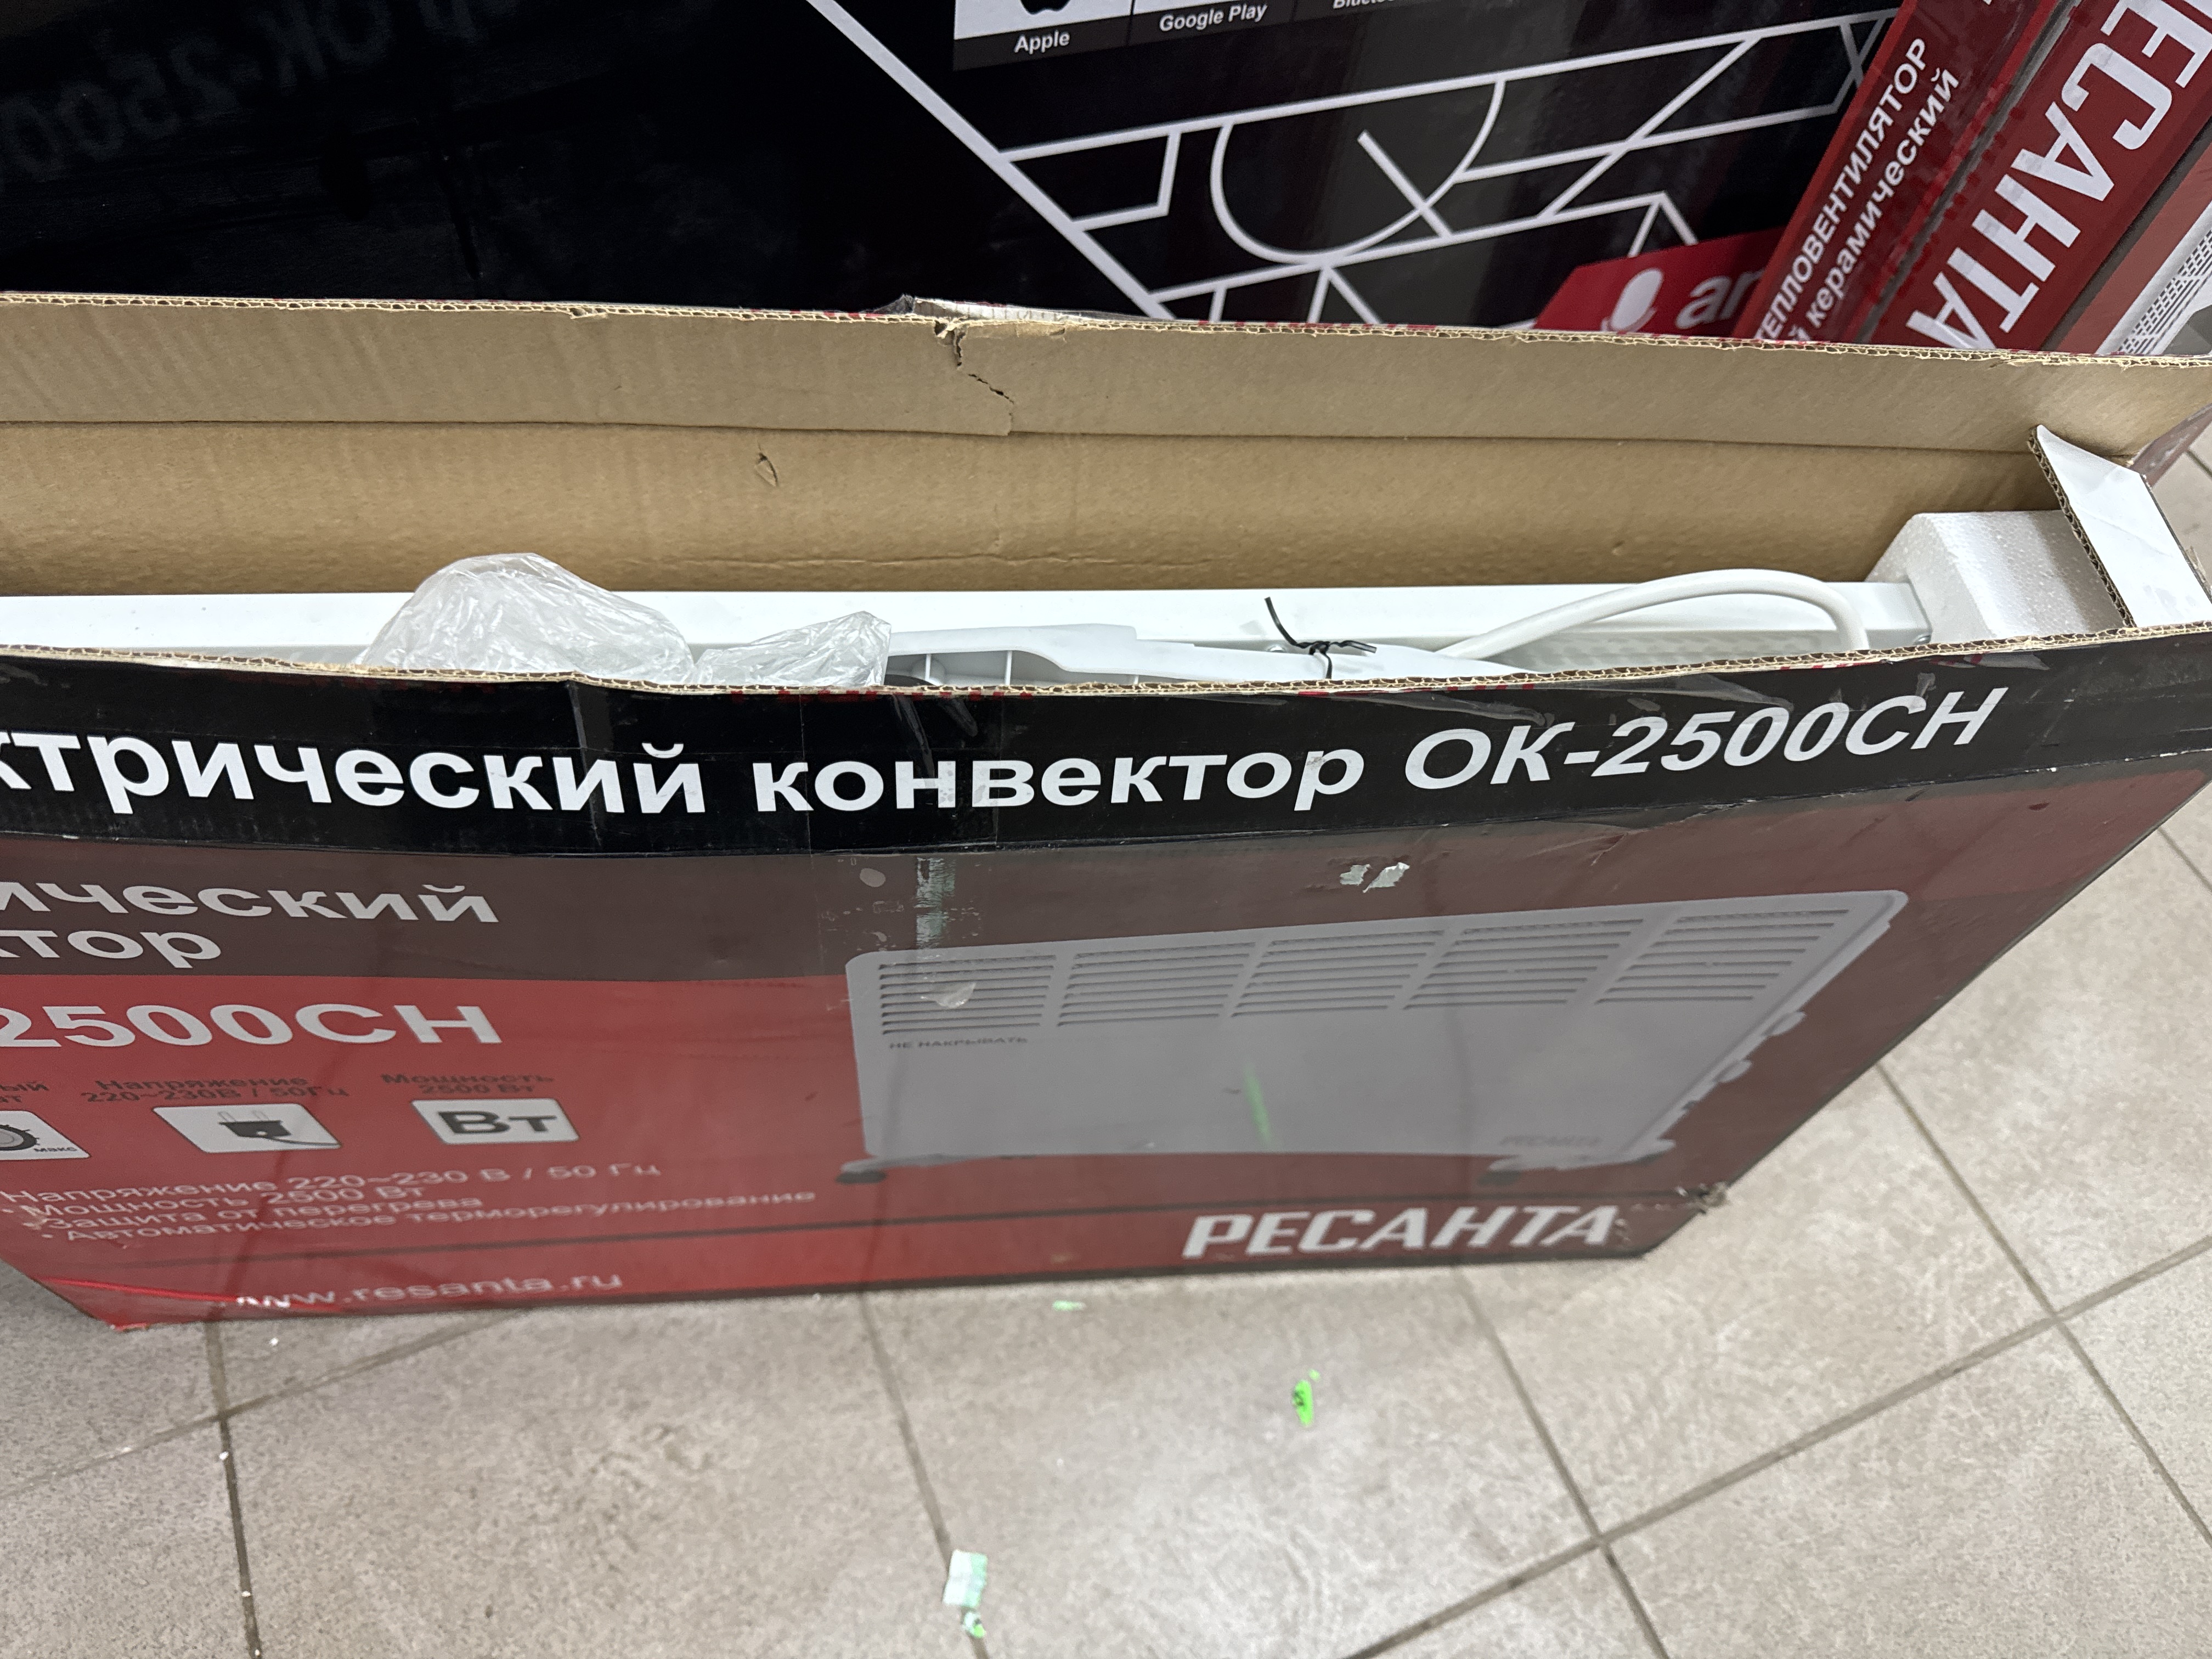 Apple
Google Play
ТЕПЛОВЕНТИЛЯТОР
керамический
РЕСАНТА
ктрический конвектор ОК-2500СН
ический
ктор
2500СН
Напряжение
220~230В / 50Гц
Мощность
2500 Вт
макс
Вт
НЕ НАКРЫВАТЬ
РЕСАНТА
Напряжение 220~230 В / 50 Гц
• Мощность 2500 Вт
• Защита от перегрева
• Автоматическое терморегулирование
www.resanta.ru
РЕСАНТА